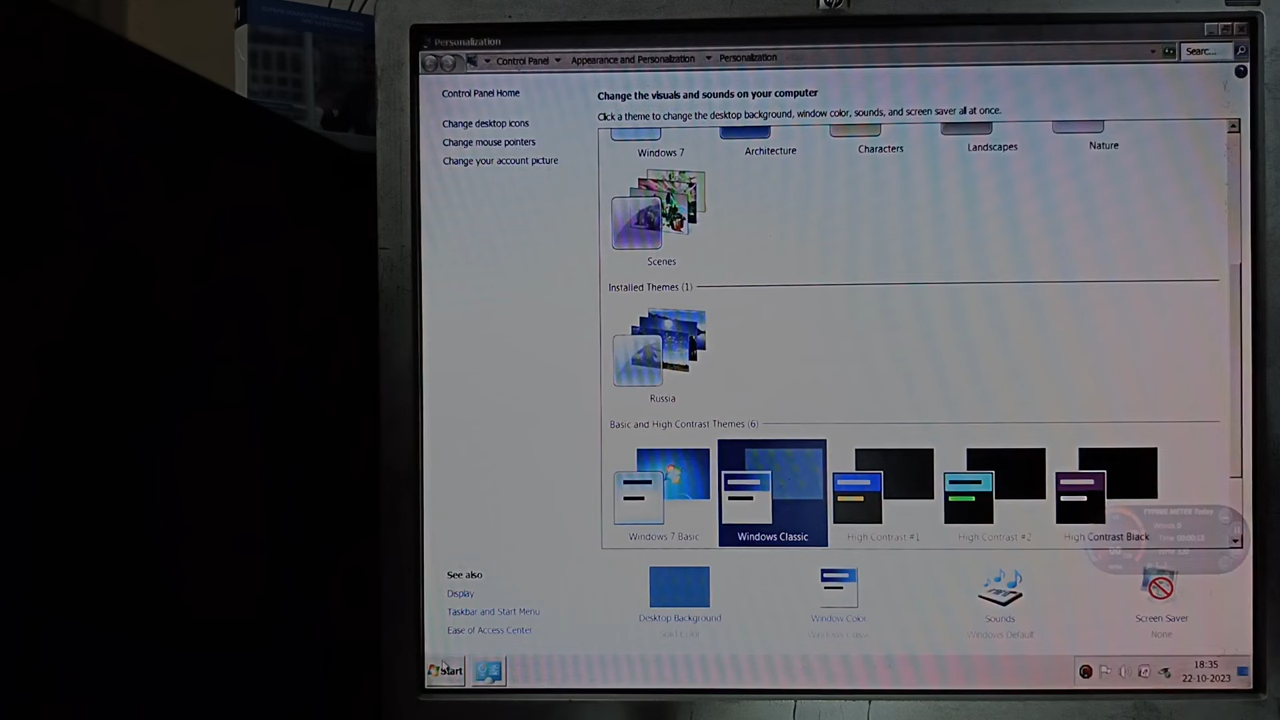 Personalization
Control Panel ▼ Appearance and Personalization ▼ Personalization
Searc...
Control Panel Home
Change desktop icons
Change mouse pointers
Change your account picture
Change the visuals and sounds on your computer
Click a theme to change the desktop background, window color, sounds, and screen saver all at once.
Windows 7 Architecture Characters Landscapes Nature
Scenes
Installed Themes (1)
Russia
Basic and High Contrast Themes (6)
Windows 7 Basic Windows Classic High Contrast #1 High Contrast #2 High Contrast Black
See also
Display
Taskbar and Start Menu
Ease of Access Center
Desktop Background Window Color Sounds Screen Saver
Solid Color Windows Classic Windows Default None
Start
18:35
22-10-2023